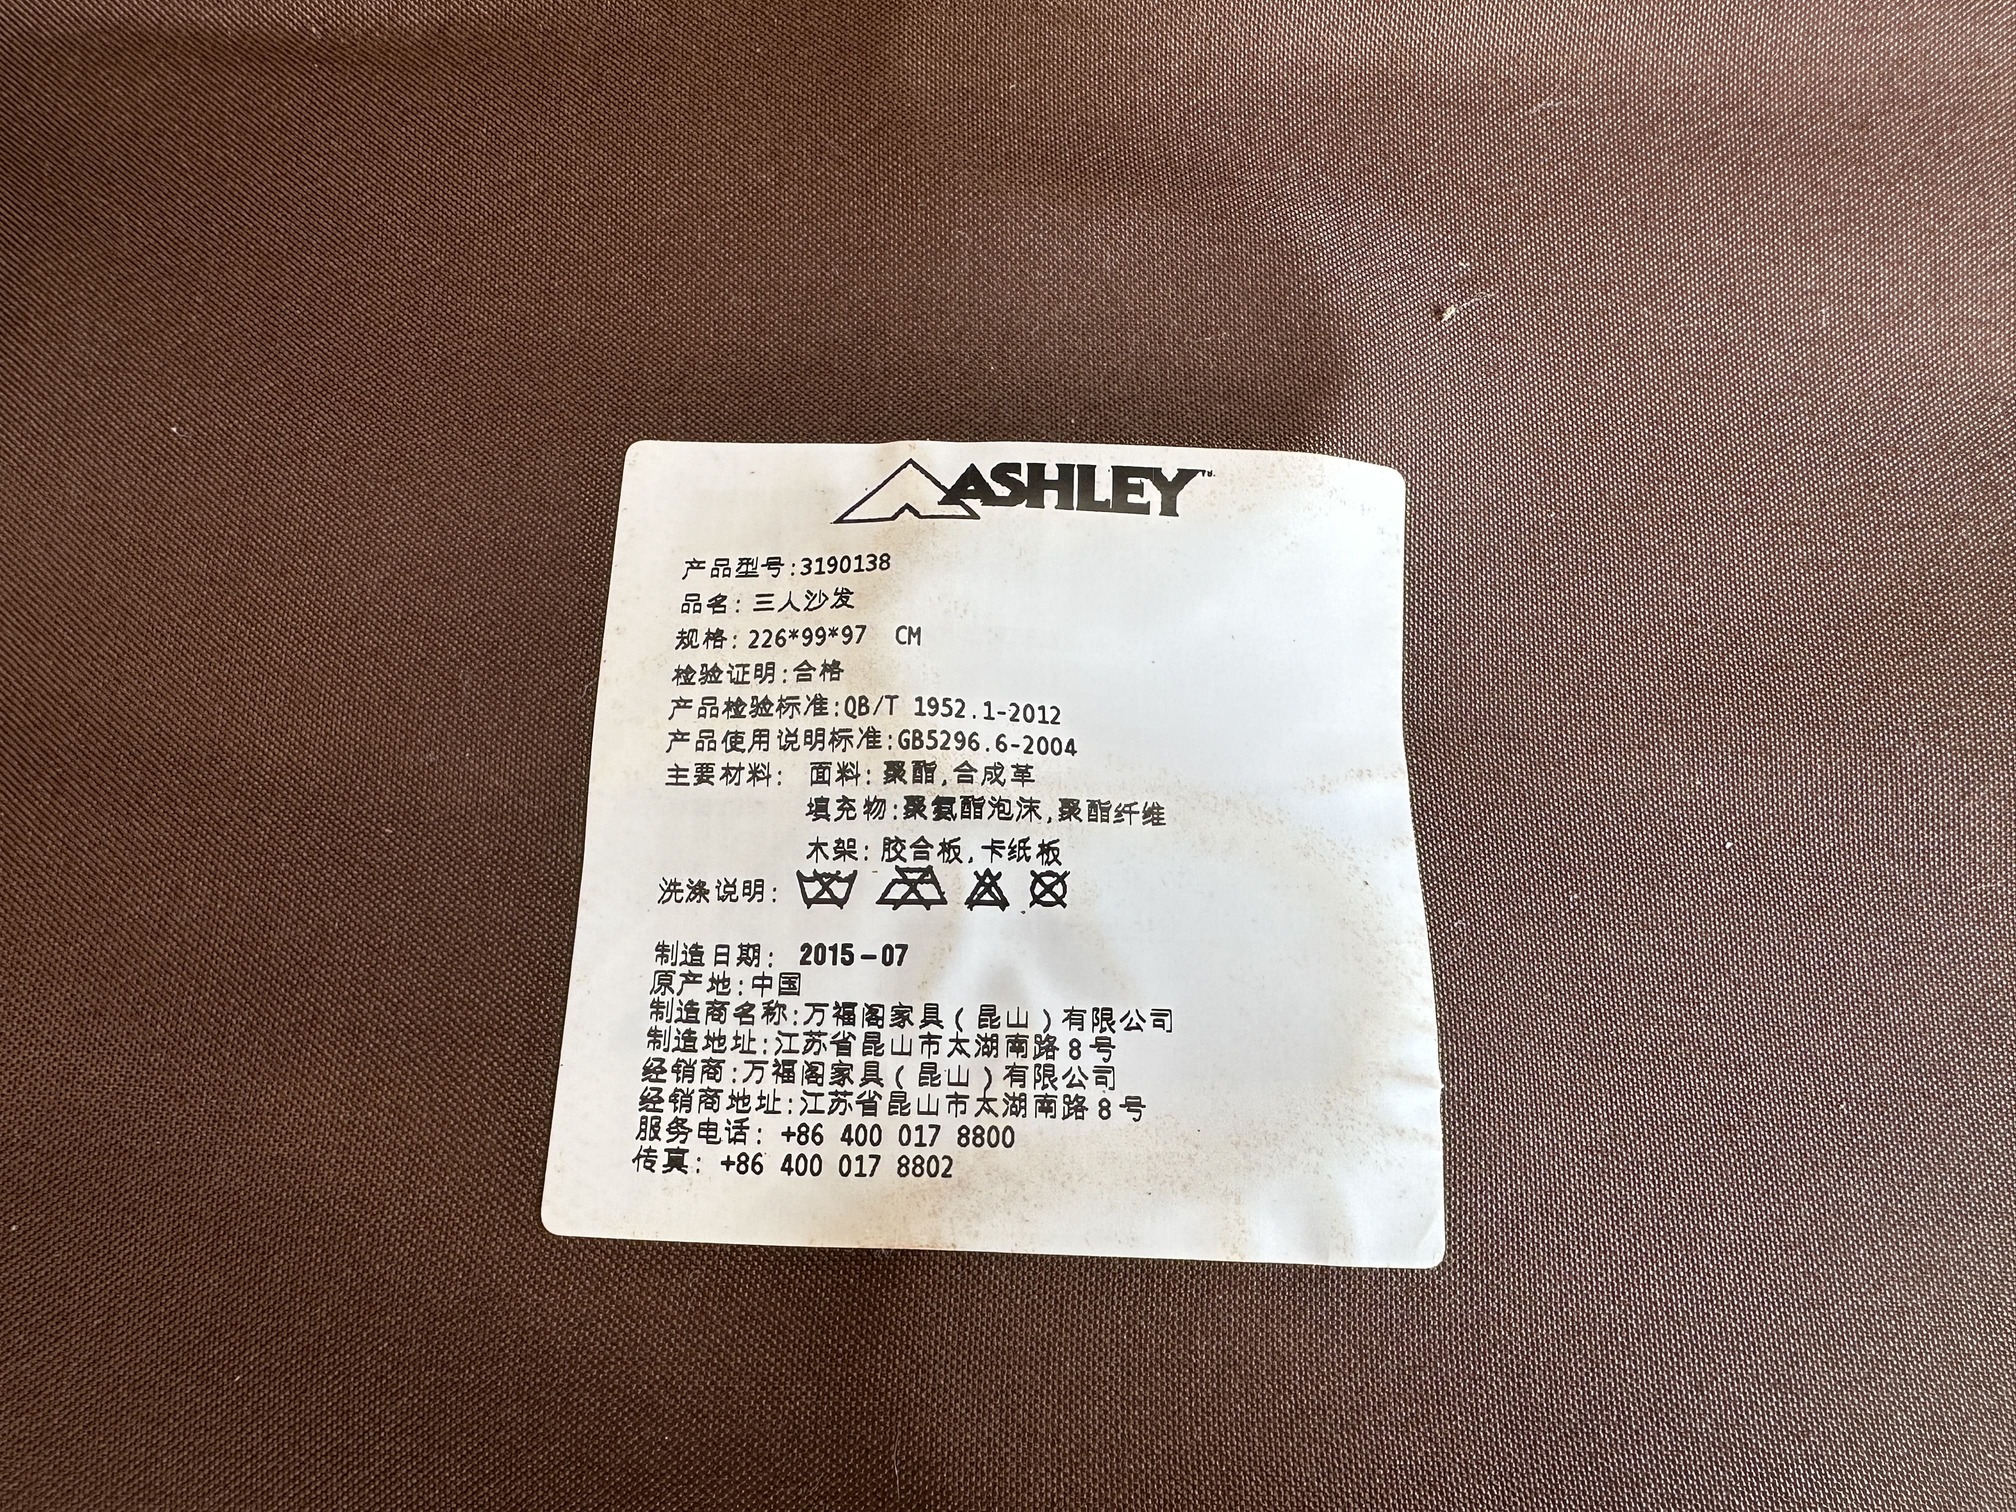 ASHLEY™
产品型号:3190138
品名: 三人沙发
规格: 226*99*97 CM
检验证明:合格
产品检验标准:QB/T 1952.1-2012
产品使用说明标准:GB5296.6-2004
主要材料: 面料: 聚酯,合成革
填充物:聚氨酯泡沫,聚酯纤维
木架: 胶合板,卡纸板
洗涤说明:
制造日期: 2015-07
原产地:中国
制造商名称:万福阁家具(昆山)有限公司
制造地址:江苏省昆山市太湖南路8号
经销商:万福阁家具(昆山)有限公司
经销商地址:江苏省昆山市太湖南路8号
服务电话: +86 400 017 8800
传真: +86 400 017 8802